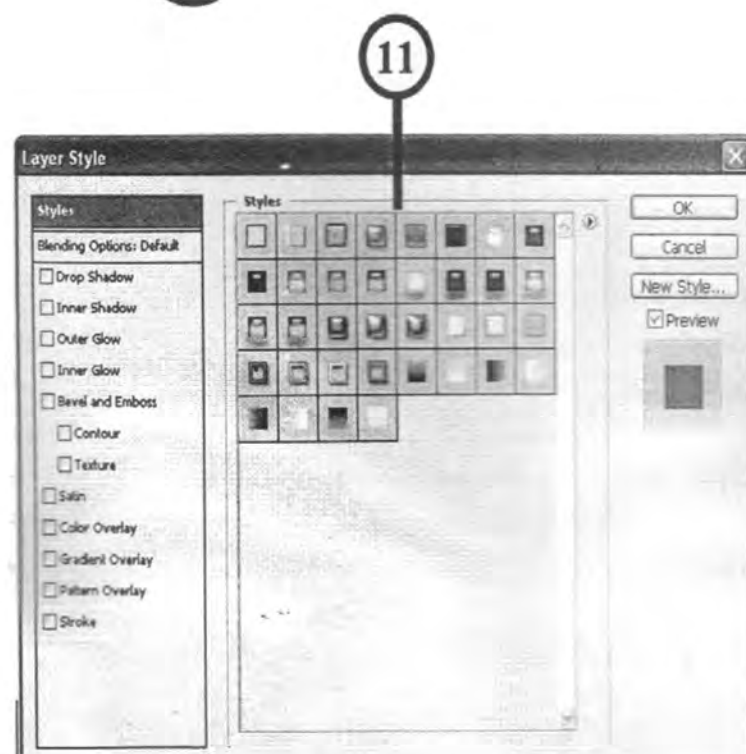 11
Layer Style
Styles
Blending Options: Default
Drop Shadow
Inner Shadow
Outer Glow
Inner Glow
Bevel and Emboss
Contour
Texture
Satin
Color Overlay
Gradient Overlay
Pattern Overlay
Stroke
Styles
OK
Cancel
New Style...
Preview